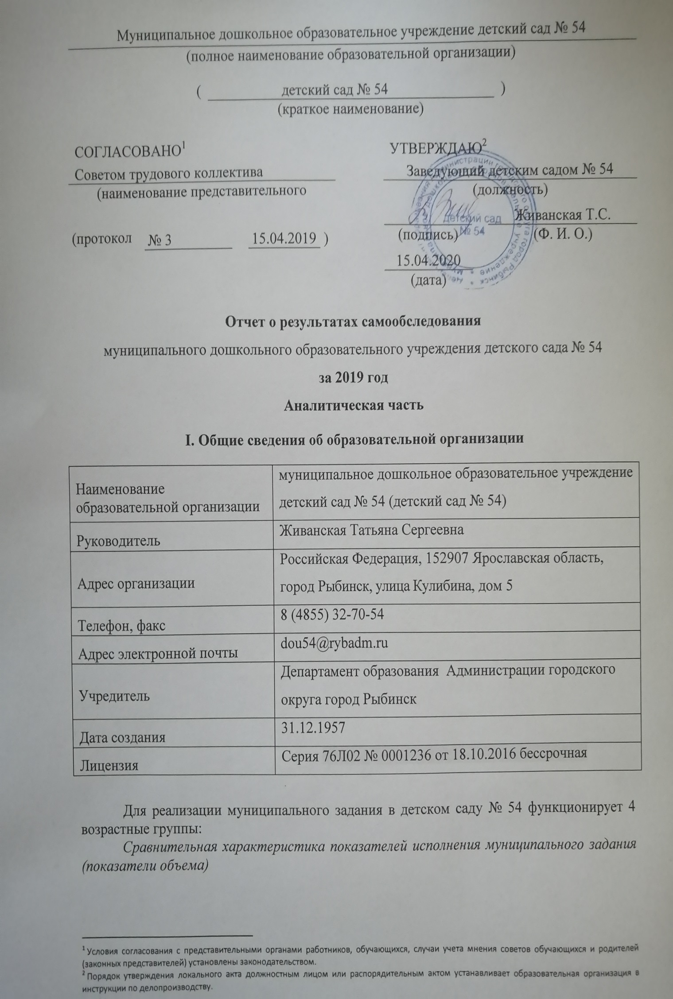 Муниципальное дошкольное образовательное учреждение детский сад № 54
(полное наименование образовательной организации)
( детский сад № 54 )
(краткое наименование)
СОГЛАСОВАНО1
Советом трудового коллектива
(наименование представительного
(протокол № 3 15.04.2019 )
УТВЕРЖДАЮ2
Заведующий детским садом № 54
(должность)
Живанская Т.С.
(подпись) (Ф. И. О.)
15.04.2020
(дата)
детский сад
№ 54
Отчет о результатах самообследования
муниципального дошкольного образовательного учреждения детского сада № 54
за 2019 год
Аналитическая часть
I. Общие сведения об образовательной организации
Наименование
образовательной организации
муниципальное дошкольное образовательное учреждение
детский сад № 54 (детский сад № 54)
Руководитель
Живанская Татьяна Сергеевна
Адрес организации
Российская Федерация, 152907 Ярославская область,
город Рыбинск, улица Кулибина, дом 5
Телефон, факс
8 (4855) 32-70-54
Адрес электронной почты
dou54@rybadm.ru
Учредитель
Департамент образования Администрации городского
округа город Рыбинск
Дата создания
31.12.1957
Лицензия
Серия 76Л02 № 0001236 от 18.10.2016 бессрочная
Для реализации муниципального задания в детском саду № 54 функционирует 4
возрастные группы:
Сравнительная характеристика показателей исполнения муниципального задания
(показатели объема)
1 Условия согласования с представительными органами работников, обучающихся, случаи учета мнения советов обучающихся и родителей
(законных представителей) установлены законодательством.
2 Порядок утверждения локального акта должностным лицом или распорядительным актом устанавливает образовательная организация в
инструкции по делопроизводству.